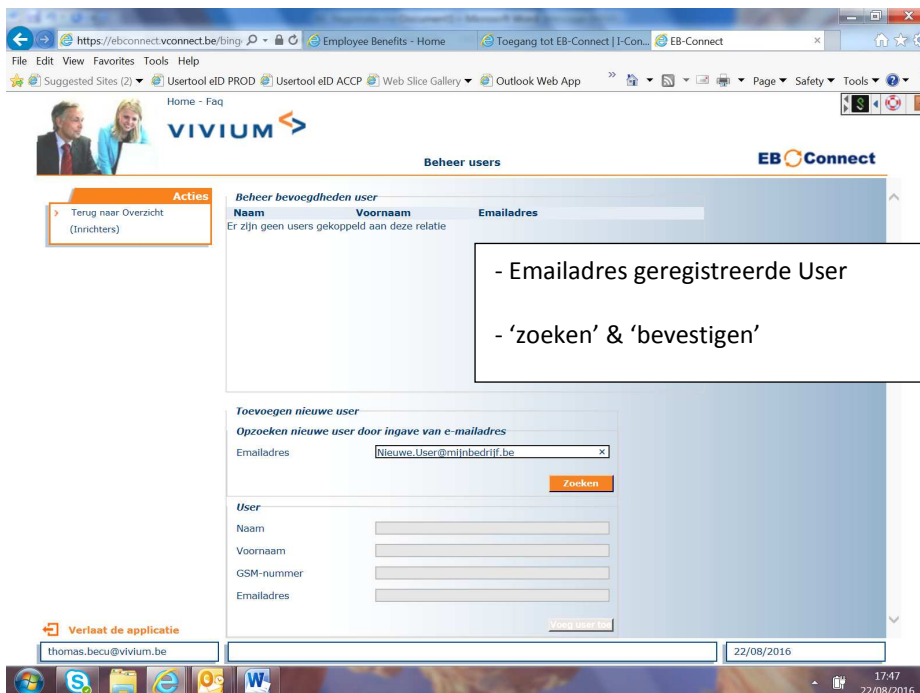 https://ebconnect.vconnect.be/bing
Employee Benefits - Home
Toegang tot EB-Connect | I-Con...
EB-Connect
File Edit View Favorites Tools Help
Suggested Sites (2)
Usertool eID PROD
Usertool eID ACCP
Web Slice Gallery
Outlook Web App
Page
Safety
Tools
Home - Faq
VIVIUM
Beheer users
EB Connect
Acties
Terug naar Overzicht
(Inrichters)
Beheer bevoegdheden user
Naam Voornaam Emailadres
Er zijn geen users gekoppeld aan deze relatie
- Emailadres geregistreerde User
- ‘zoeken’ & ‘bevestigen’
Toevoegen nieuwe user
Opzoeken nieuwe user door ingave van e-mailadres
Emailadres Nieuwe.User@mijnbedrijf.be
Zoeken
User
Naam
Voornaam
GSM-nummer
Emailadres
Voeg user toe
Verlaat de applicatie
thomas.becu@vivium.be
22/08/2016
17:47
22/08/2016